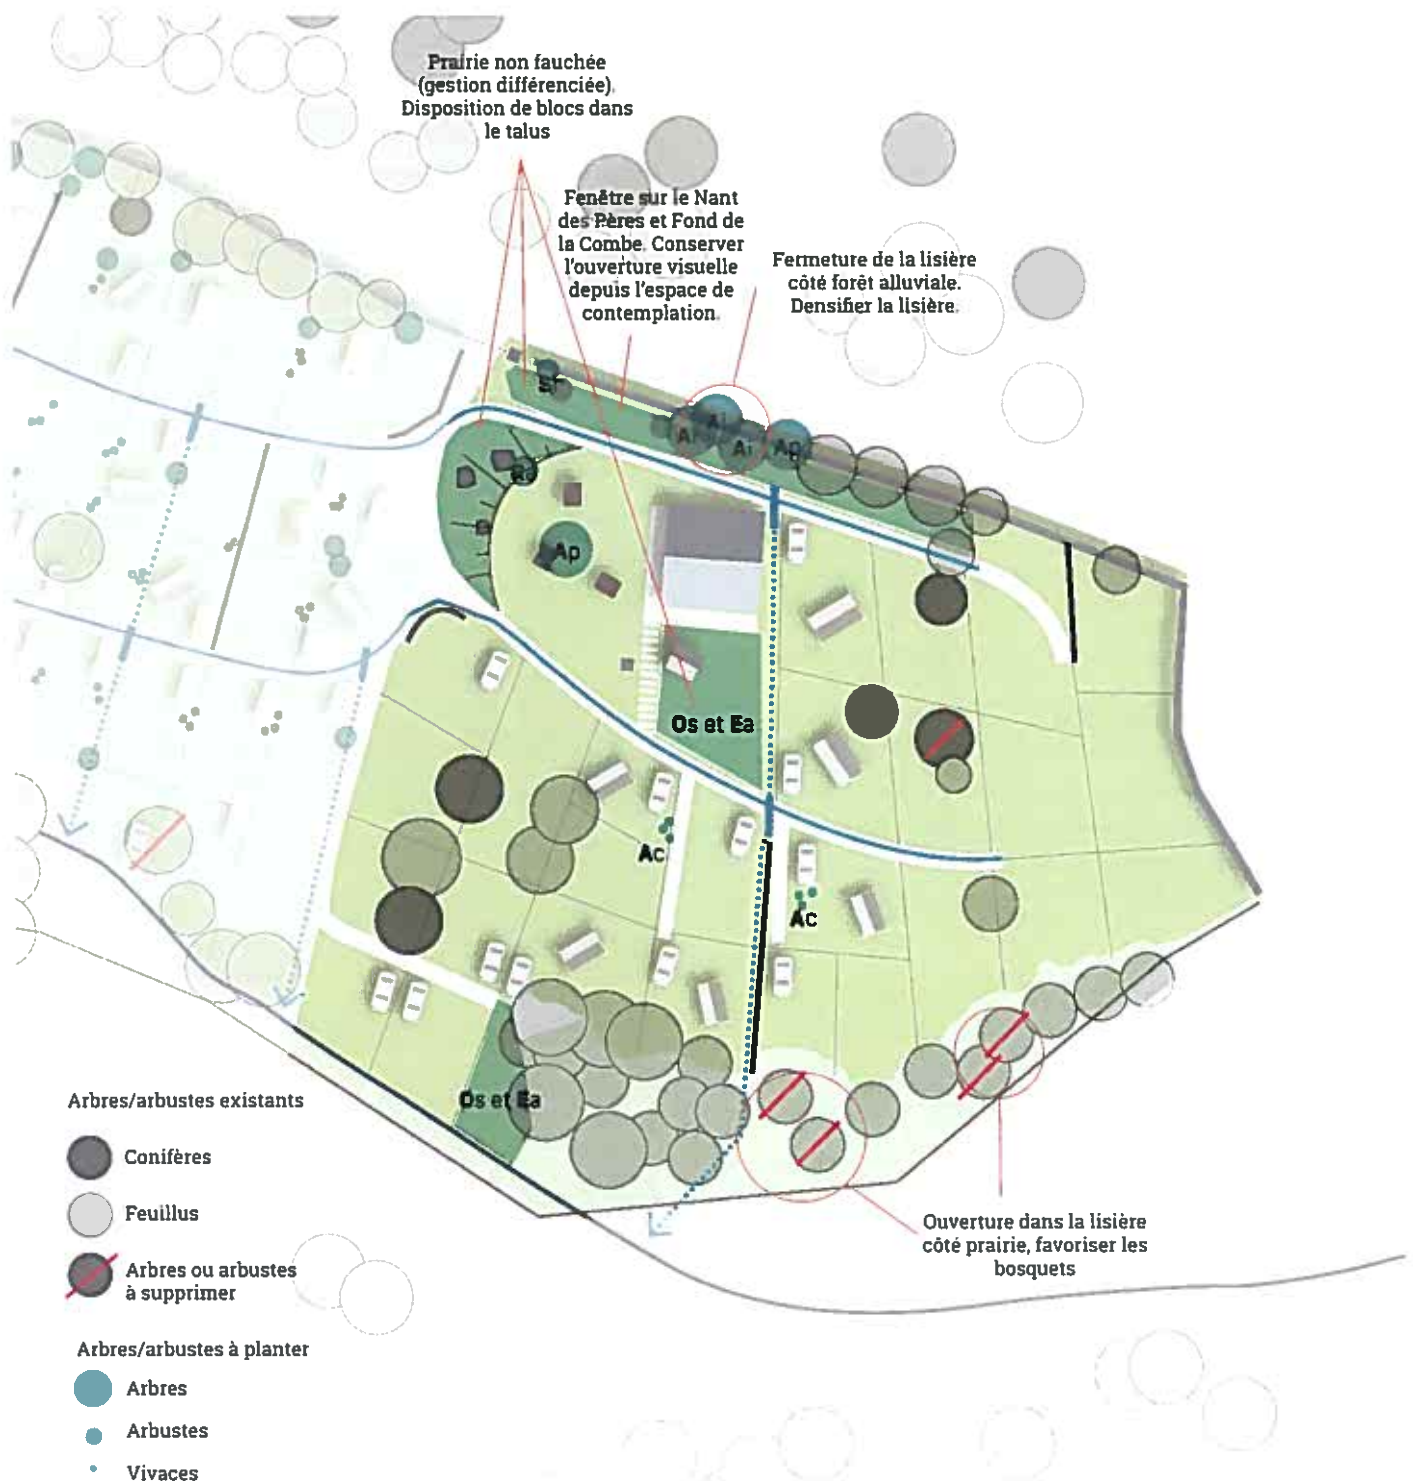 Prairie non fauchée
(gestion différenciée).
Disposition de blocs dans
le talus
Fenêtre sur le Nant
des Pères et Fond de
la Combe. Conserver
l'ouverture visuelle
depuis l'espace de
contemplation.
Fermeture de la lisière
côté forêt alluviale.
Densifier la lisière.
Ai
Ai
Ai
Ap
Ap
Os et Ea
Ac
Ac
Os et Ea
Arbres/arbustes existants
Conifères
Feuillus
Arbres ou arbustes
à supprimer
Arbres/arbustes à planter
Arbres
Arbustes
Vivaces
Ouverture dans la lisière
côté prairie, favoriser les
bosquets